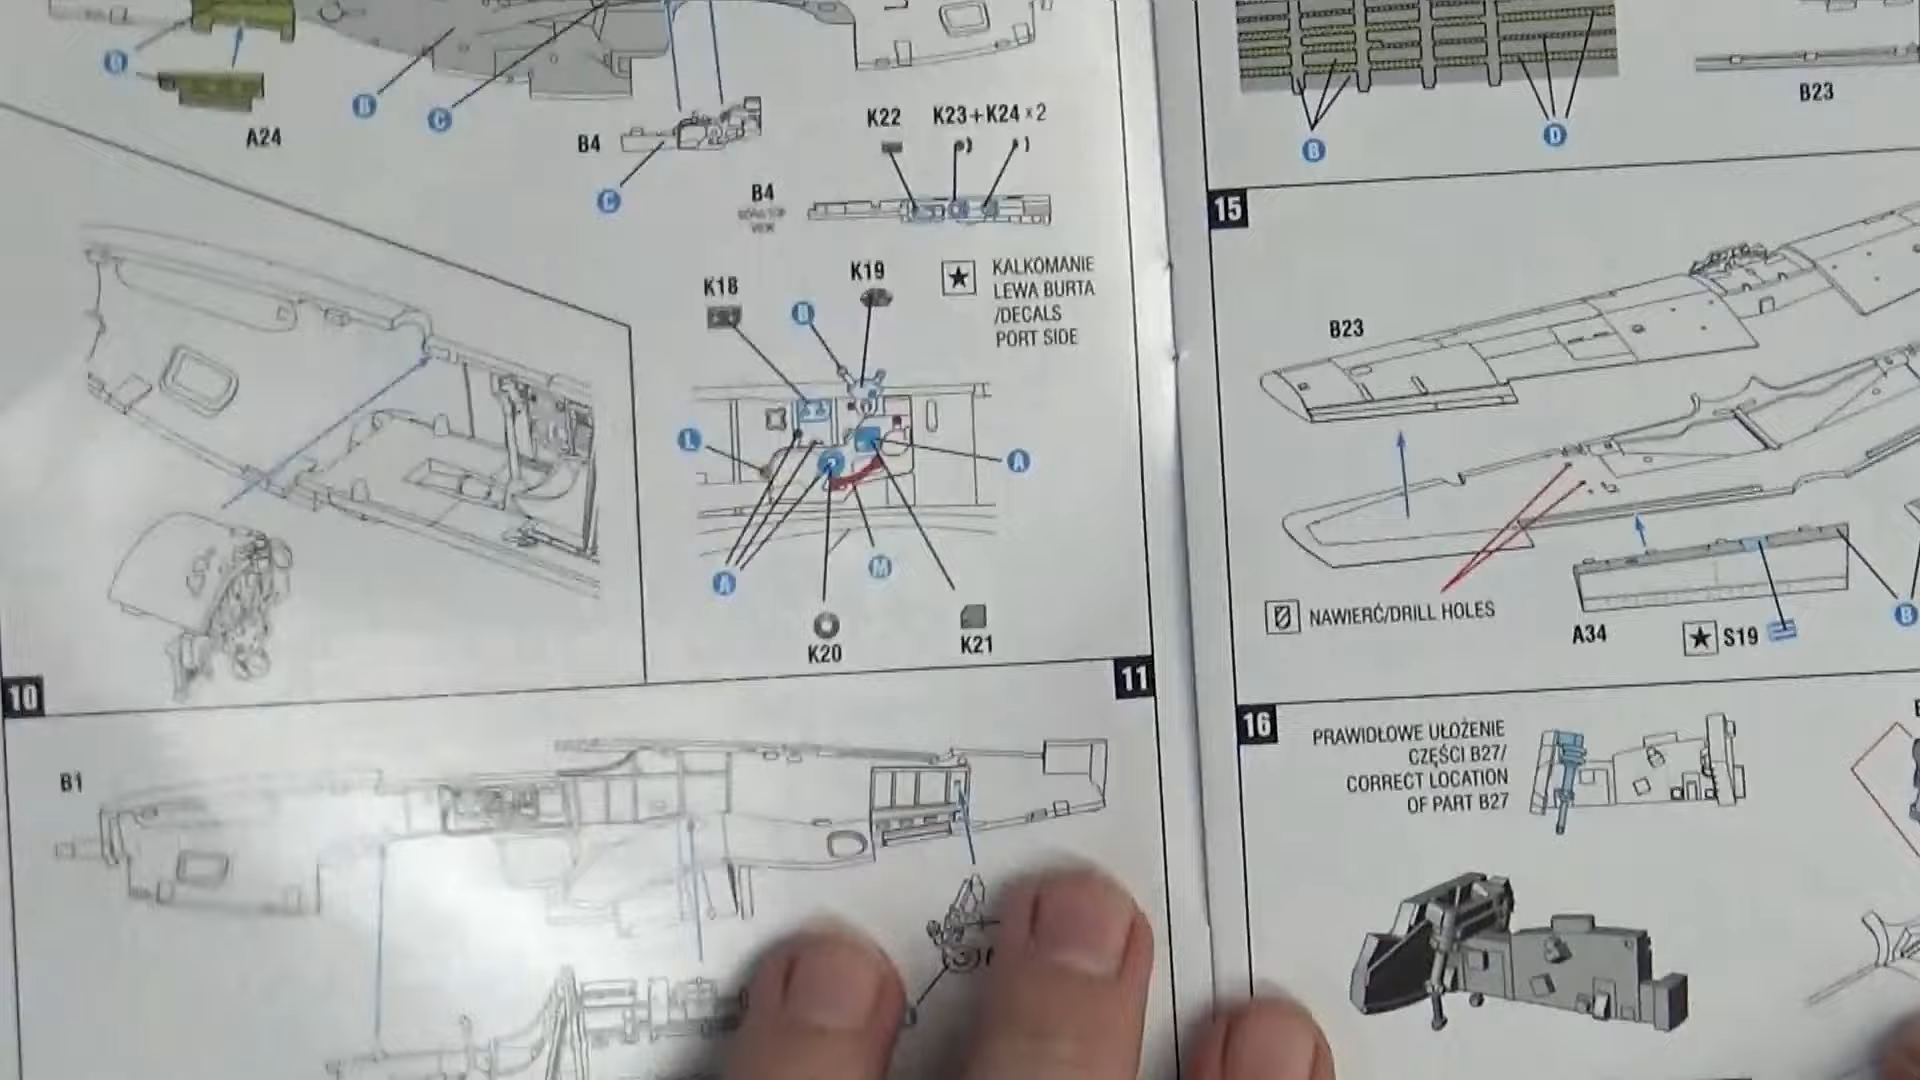 A24
B
C
B4
C
K22
K23+K24 x 2
B4
K18
B
K19
KALKOMANIE
LEWA BURTA
/DECALS
PORT SIDE
L
A
A
M
K20
K21
10
11
B1
B
D
B23
15
B23
NAWIERĆ/DRILL HOLES
A34
S19
B
16
PRAWIDŁOWE UŁOŻENIE
CZĘŚCI B27/
CORRECT LOCATION
OF PART B27